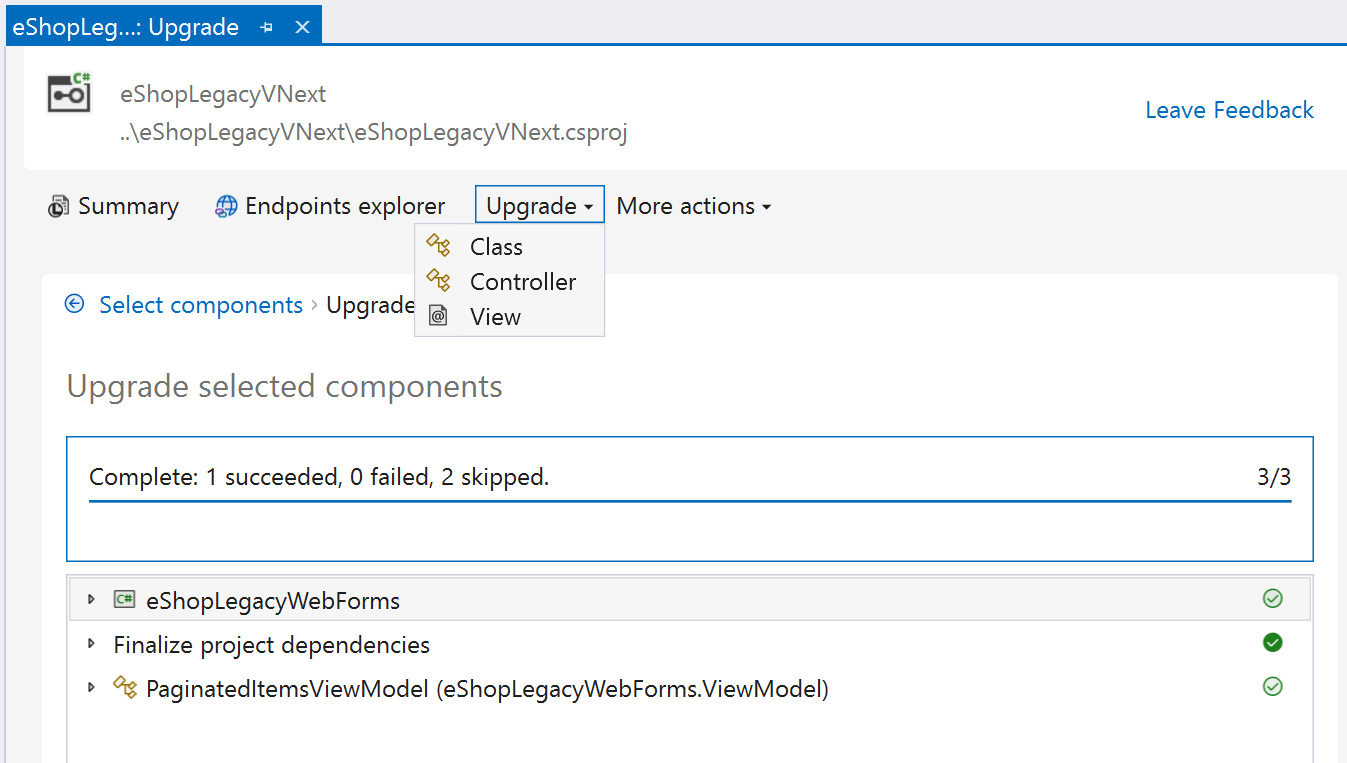 eShopLeg...: Upgrade
eShopLegacyVNext
..\eShopLegacyVNext\eShopLegacyVNext.csproj
Leave Feedback
Summary
Endpoints explorer
Upgrade
More actions
Class
Controller
View
Select components › Upgrade
Upgrade selected components
Complete: 1 succeeded, 0 failed, 2 skipped. 3/3
C# eShopLegacyWebForms
Finalize project dependencies
PaginatedItemsViewModel (eShopLegacyWebForms.ViewModel)